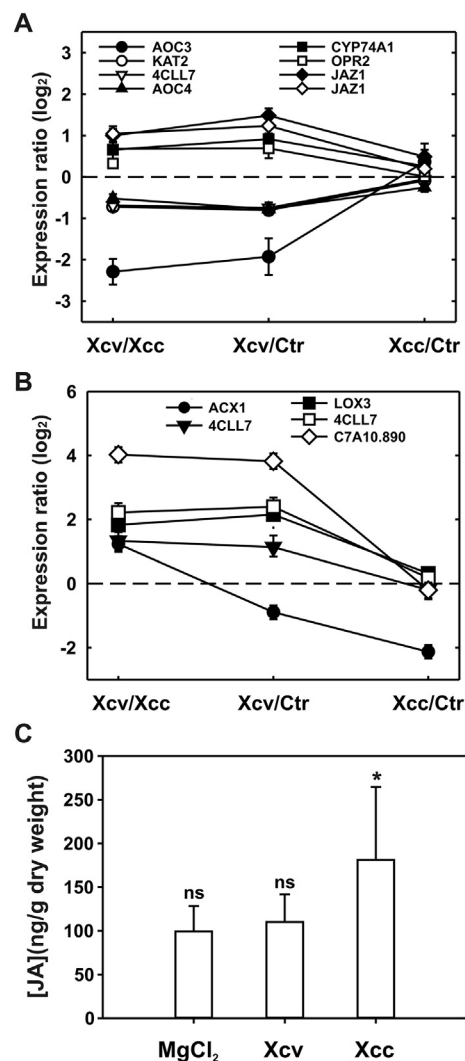 A
AOC3
KAT2
4CLL7
AOC4
CYP74A1
OPR2
JAZ1
JAZ1
Expression ratio (log2)
3
2
1
0
-1
-2
-3
Xcv/Xcc Xcv/Ctr Xcc/Ctr
B
ACX1
4CLL7
LOX3
4CLL7
C7A10.890
Expression ratio (log2)
6
4
2
0
-2
Xcv/Xcc Xcv/Ctr Xcc/Ctr
C
[JA](ng/g dry weight)
300
250
200
150
100
50
0
ns ns *
MgCl2 Xcv Xcc